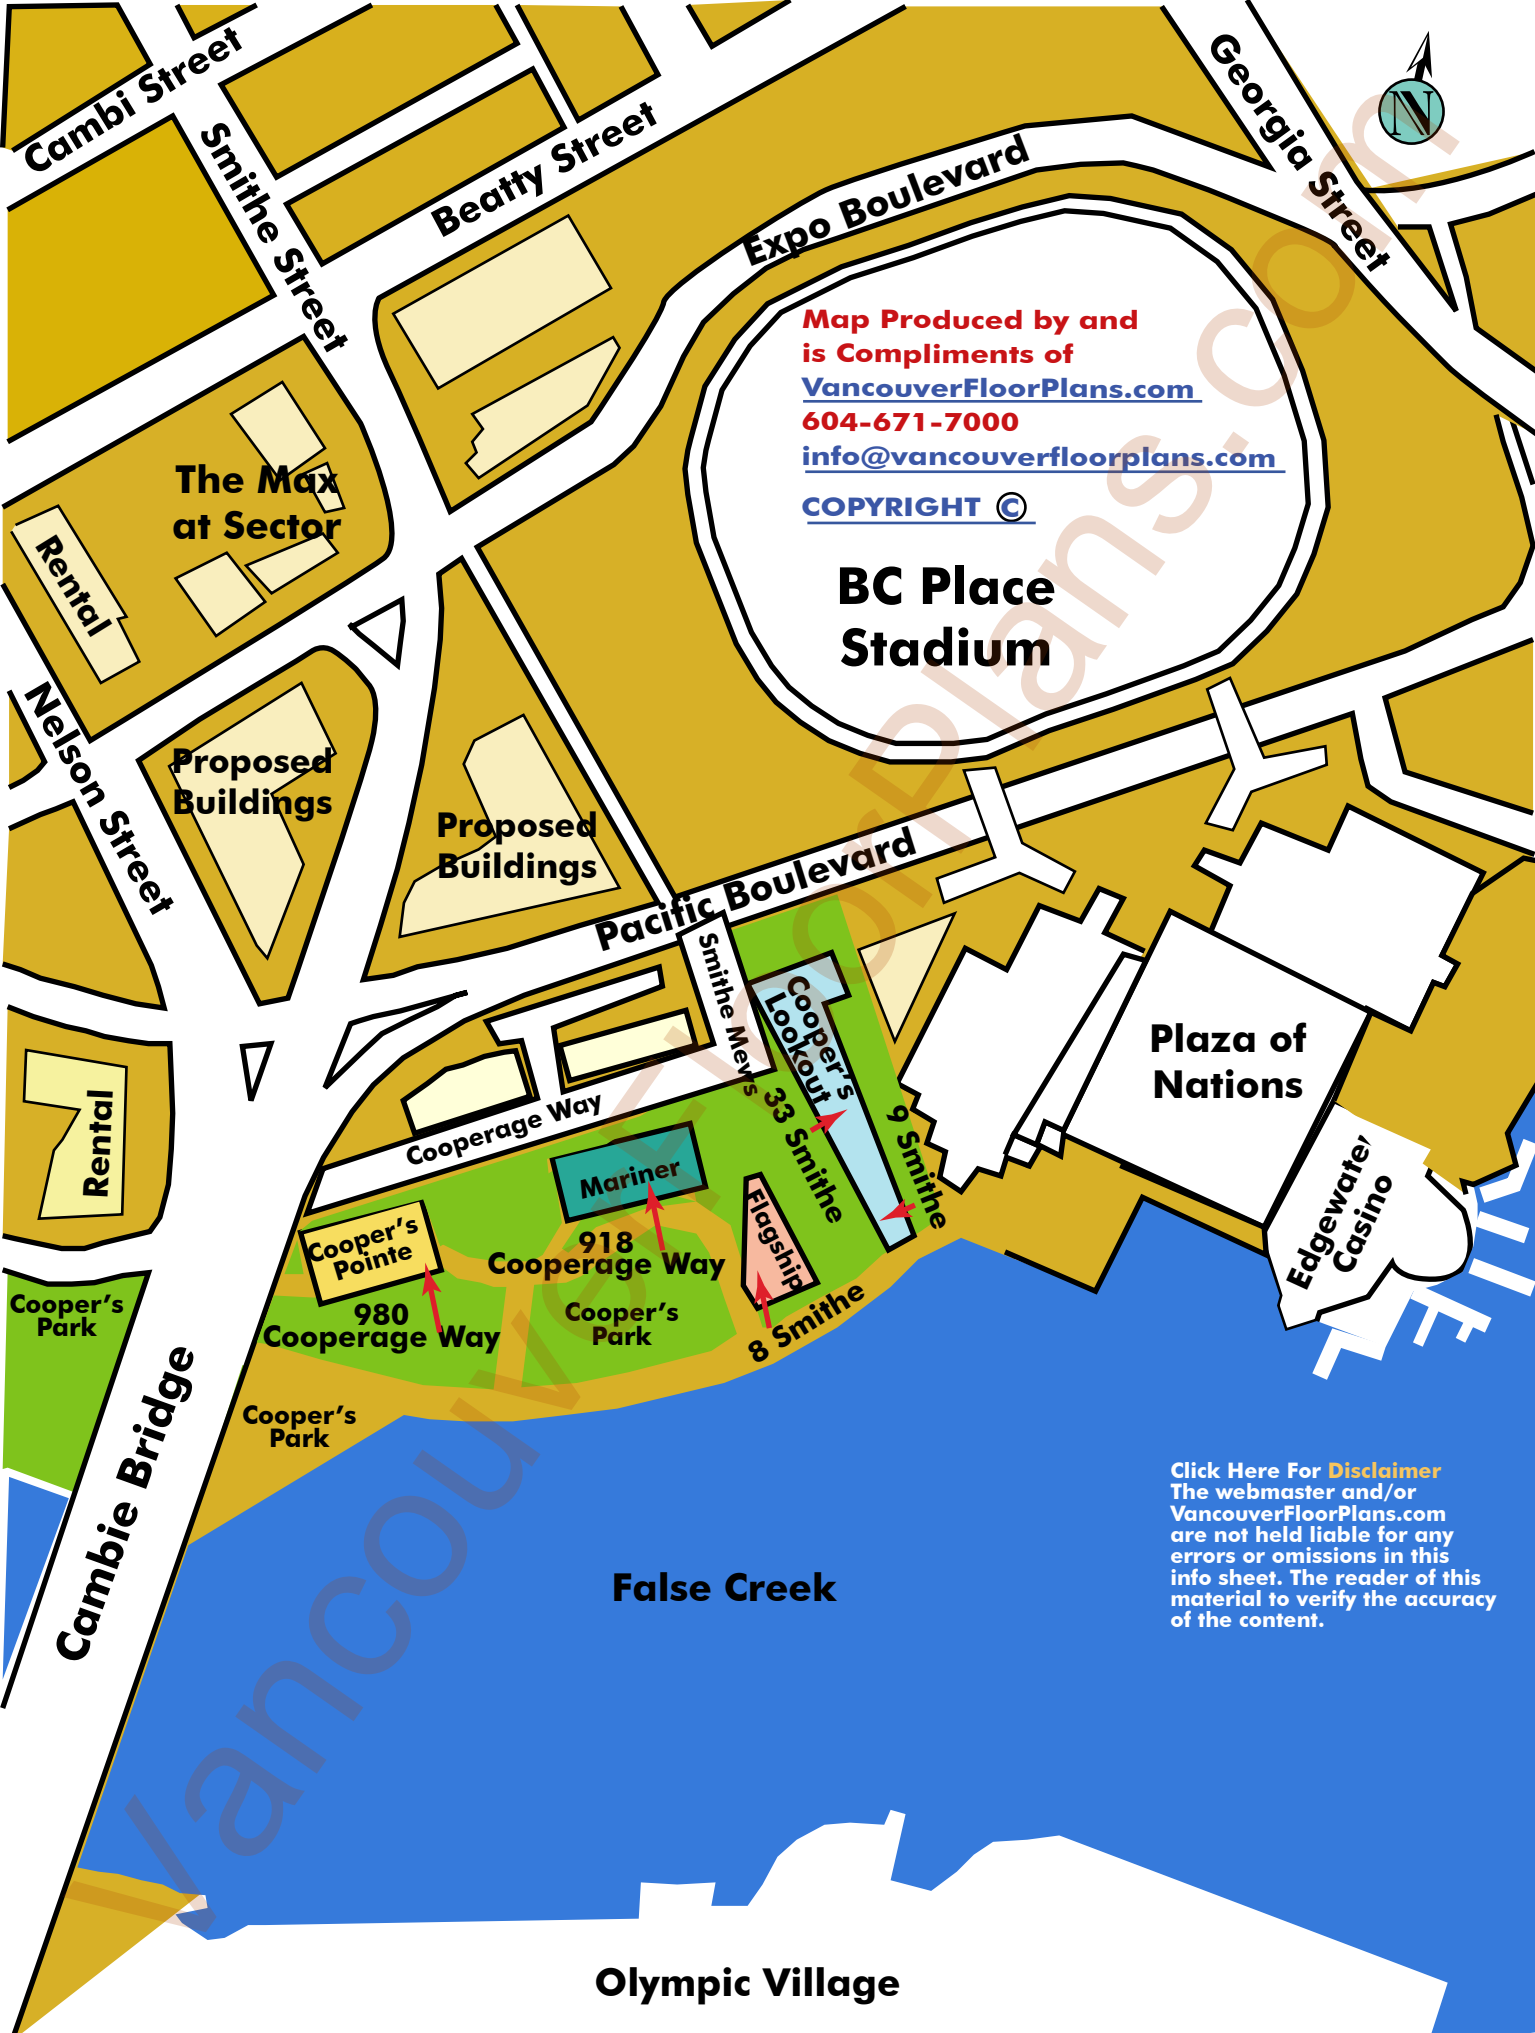 Cambi Street
Smithe Street
Beatty Street
Georgia Street
N
Expo Boulevard
Map Produced by and
is Compliments of
VancouverFloorPlans.com
604-671-7000
info@vancouverfloorplans.com
COPYRIGHT ©
BC Place
Stadium
The Max
at Sector
Rental
Nelson Street
Proposed
Buildings
Proposed
Buildings
Pacific Boulevard
Smithe Mews
Cooper's
Lookout
33 Smithe
9 Smithe
Plaza of
Nations
Edgewater
Casino
Rental
Cooperage Way
Mariner
918
Cooperage Way
Flagship
8 Smithe
Cooper's
Pointe
980
Cooperage Way
Cooper's
Park
Cooper's
Park
Cooper's
Park
Cambie Bridge
False Creek
Click Here For Disclaimer
The webmaster and/or
VancouverFloorPlans.com
are not held liable for any
errors or omissions in this
info sheet. The reader of this
material to verify the accuracy
of the content.
Olympic Village
VancouverFloorPlans.com